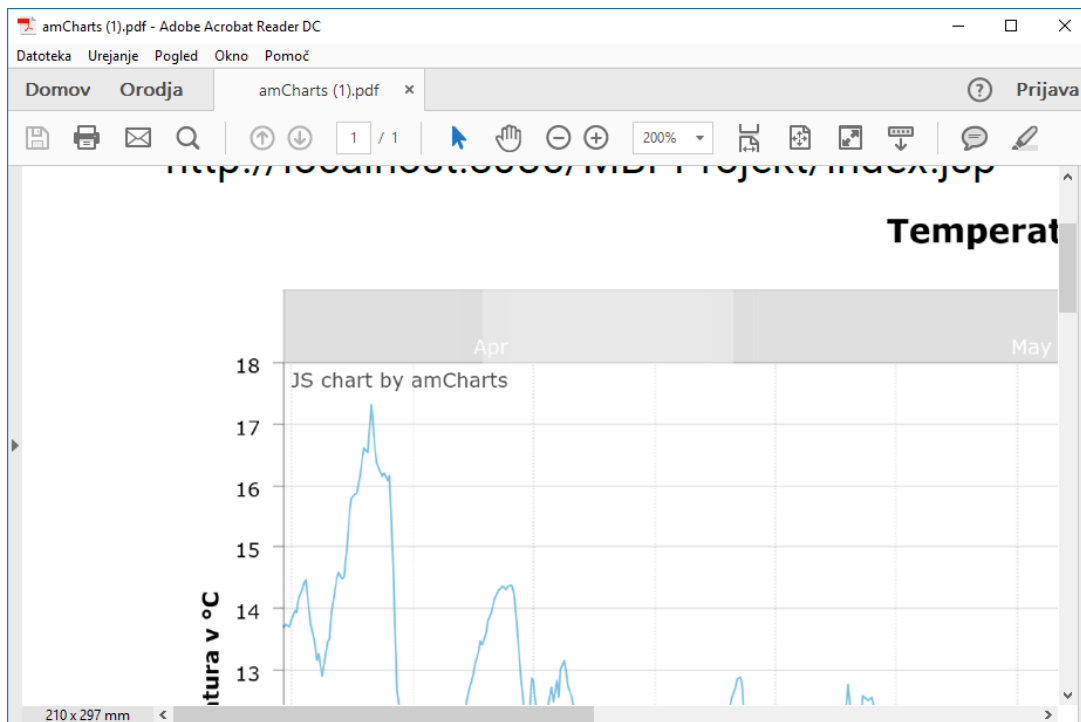 amCharts (1).pdf - Adobe Acrobat Reader DC
Datoteka Urejanje Pogled Okno Pomoč
Domov Orodja amCharts (1).pdf × ? Prijava
1 / 1 200%
Temperat
Apr May
18
JS chart by amCharts
17
16
15
14
13
tura v °C
210 x 297 mm